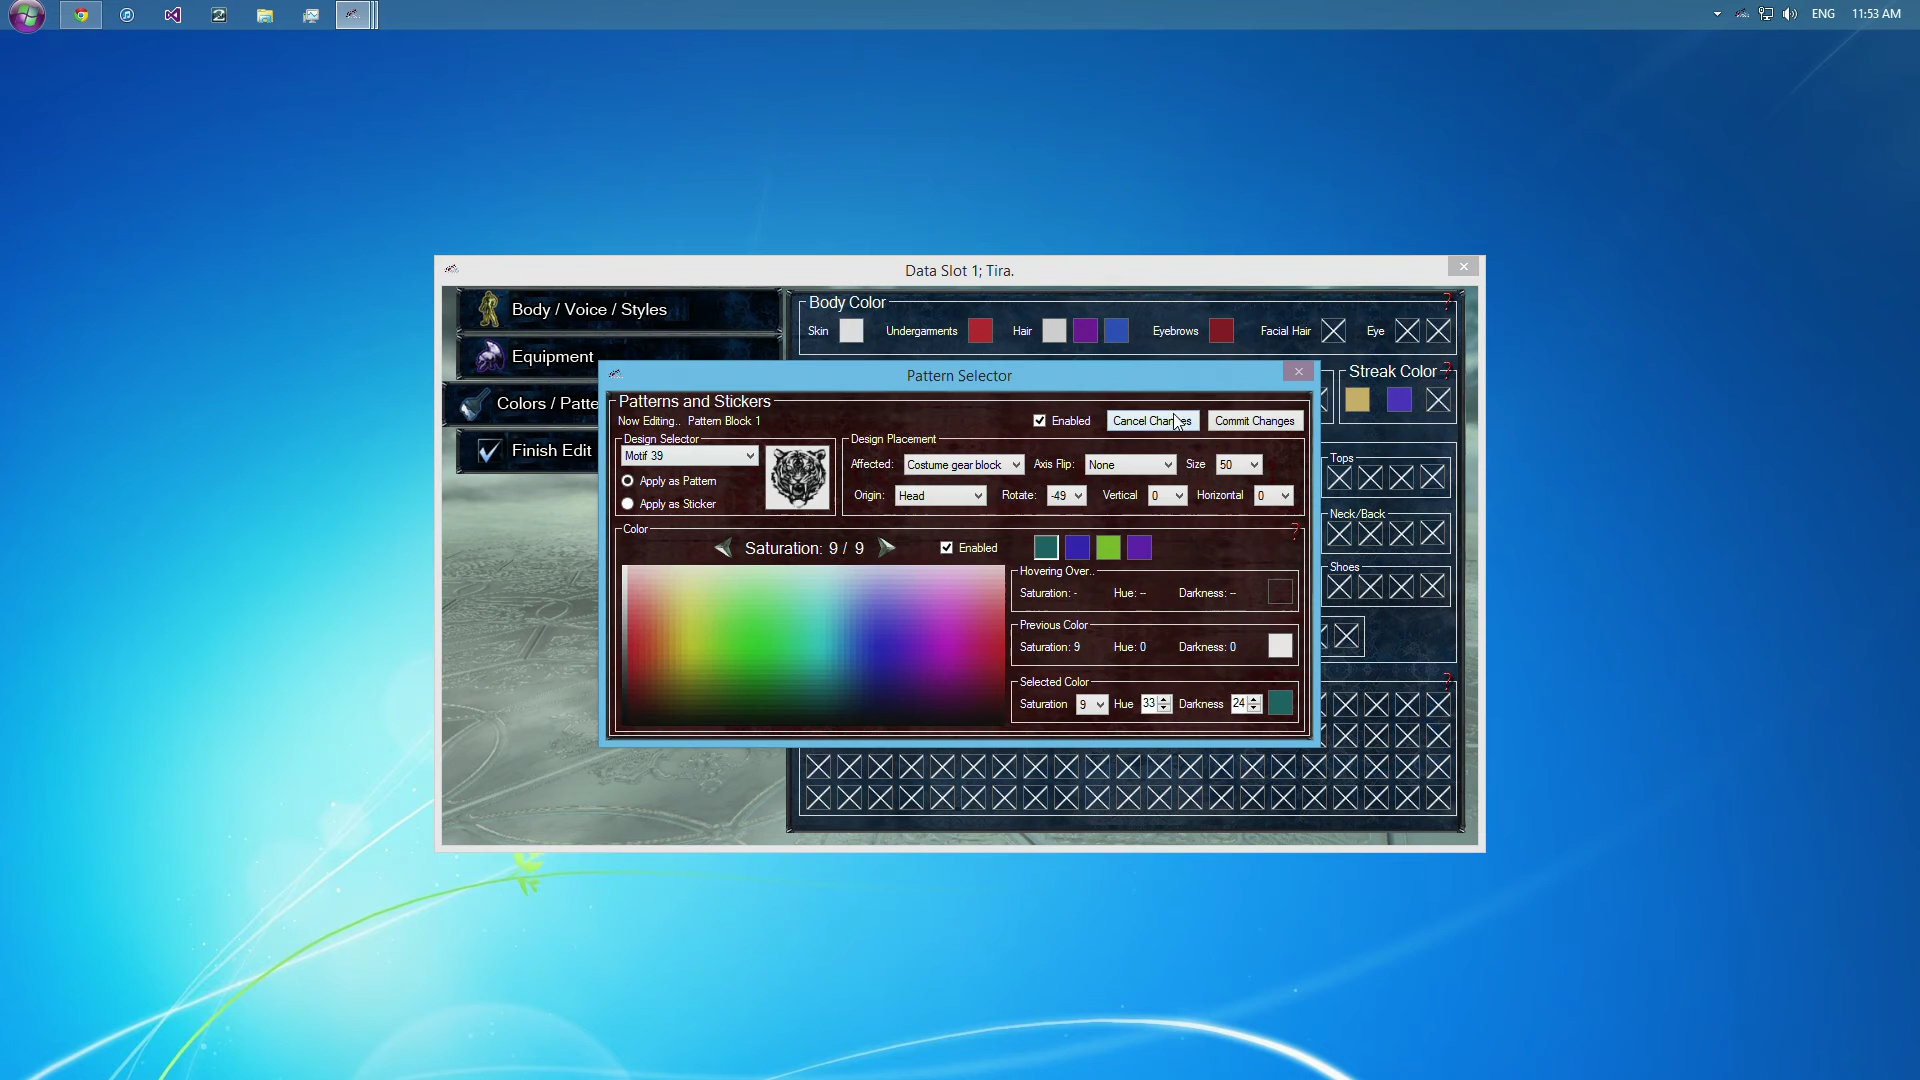 ENG 11:53 AM
Data Slot 1; Tira.
Body / Voice / Styles
Equipment
Colors / Patte
Finish Edit
Body Color ?
Skin Undergarments Hair Eyebrows Facial Hair Eye
Streak Color ?
Tops
Neck/Back
Shoes
?
Pattern Selector
Patterns and Stickers
Now Editing.. Pattern Block 1
Enabled Cancel Changes Commit Changes
Design Selector
Motif 39
Apply as Pattern
Apply as Sticker
Design Placement
Affected: Costume gear block Axis Flip: None Size 50
Origin: Head Rotate: -49 Vertical 0 Horizontal 0
Color ?
Saturation: 9 / 9 Enabled
Hovering Over..
Saturation: - Hue: -- Darkness: --
Previous Color
Saturation: 9 Hue: 0 Darkness: 0
Selected Color
Saturation 9 Hue 33 Darkness 24